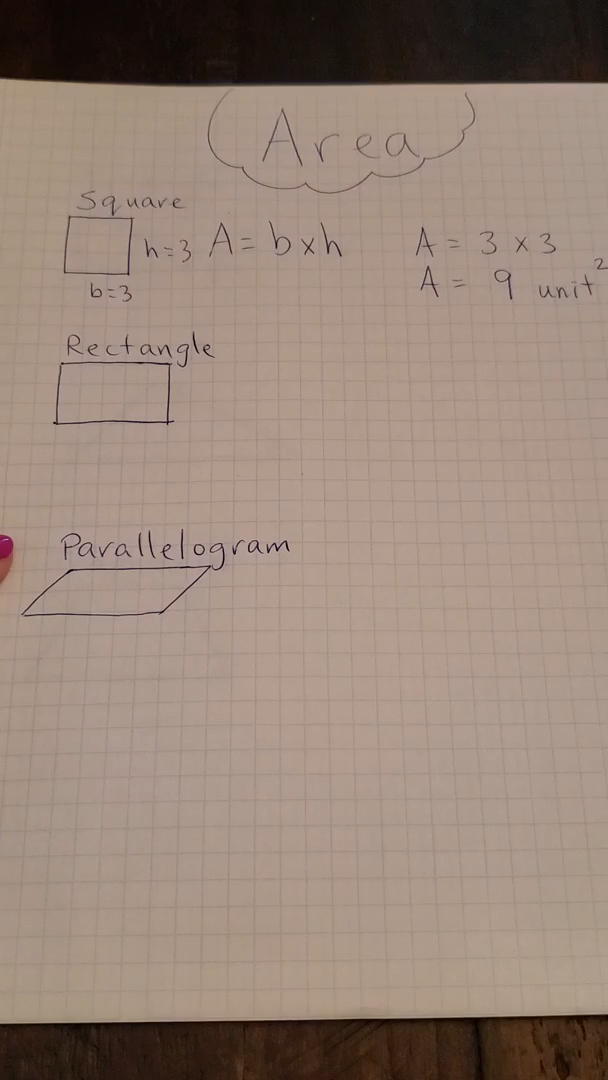 Area
Square
h=3 A= b×h A = 3 × 3
b=3 A = 9 unit²
Rectangle
Parallelogram